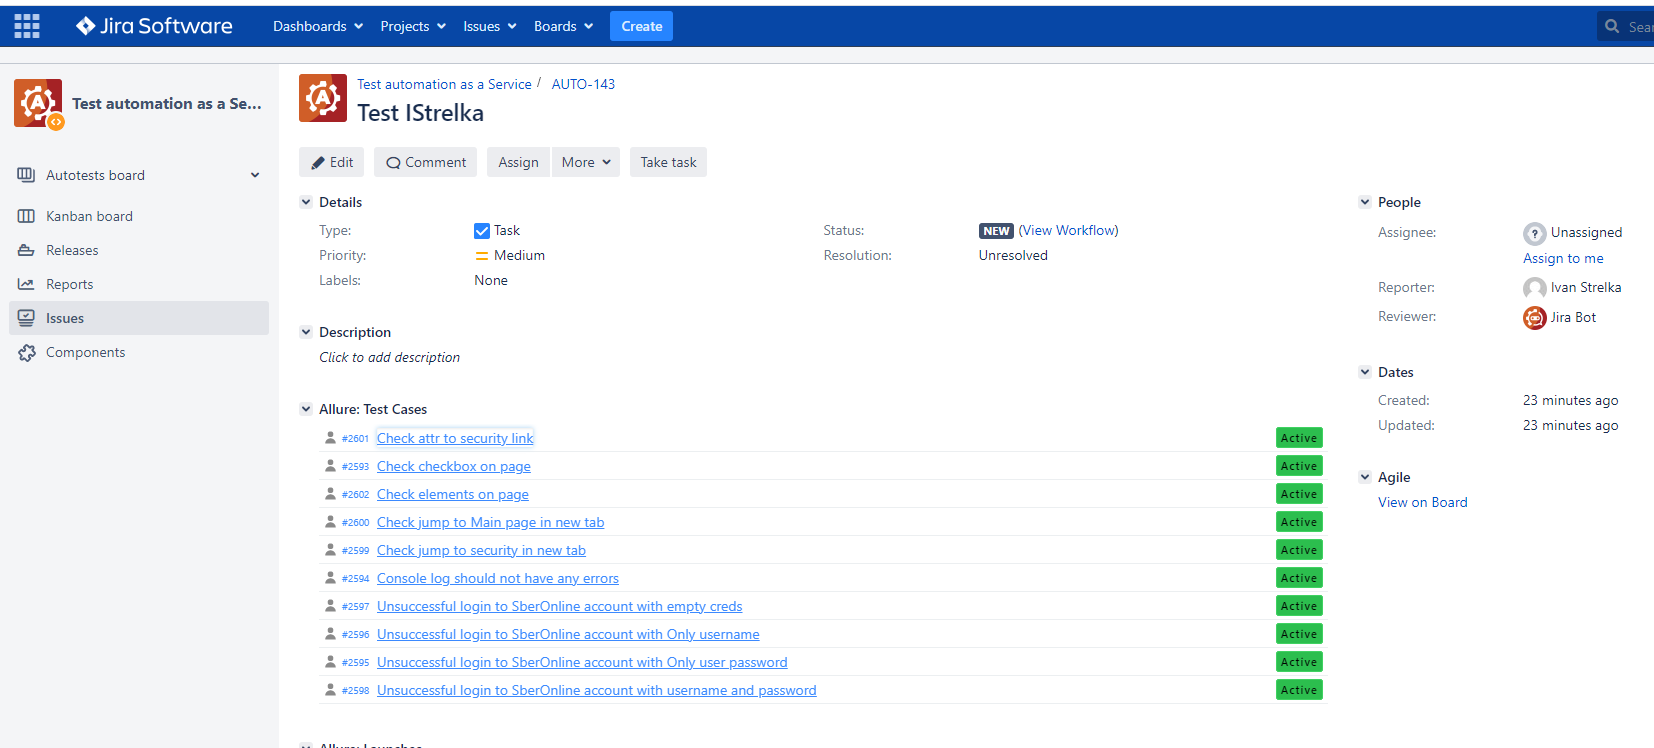 Jira Software
Dashboards Projects Issues Boards Create
Sear
Test automation as a Se...
Autotests board
Kanban board
Releases
Reports
Issues
Components
Test automation as a Service / AUTO-143
Test IStrelka
Edit Comment Assign More Take task
Details
Type: Task
Priority: Medium
Labels: None
Status: NEW (View Workflow)
Resolution: Unresolved
Description
Click to add description
Allure: Test Cases
#2601 Check attr to security link Active
#2593 Check checkbox on page Active
#2602 Check elements on page Active
#2600 Check jump to Main page in new tab Active
#2599 Check jump to security in new tab Active
#2594 Console log should not have any errors Active
#2597 Unsuccessful login to SberOnline account with empty creds Active
#2596 Unsuccessful login to SberOnline account with Only username Active
#2595 Unsuccessful login to SberOnline account with Only user password Active
#2598 Unsuccessful login to SberOnline account with username and password Active
Allure: Launches
People
Assignee: Unassigned
Assign to me
Reporter: Ivan Strelka
Reviewer: Jira Bot
Dates
Created: 23 minutes ago
Updated: 23 minutes ago
Agile
View on Board